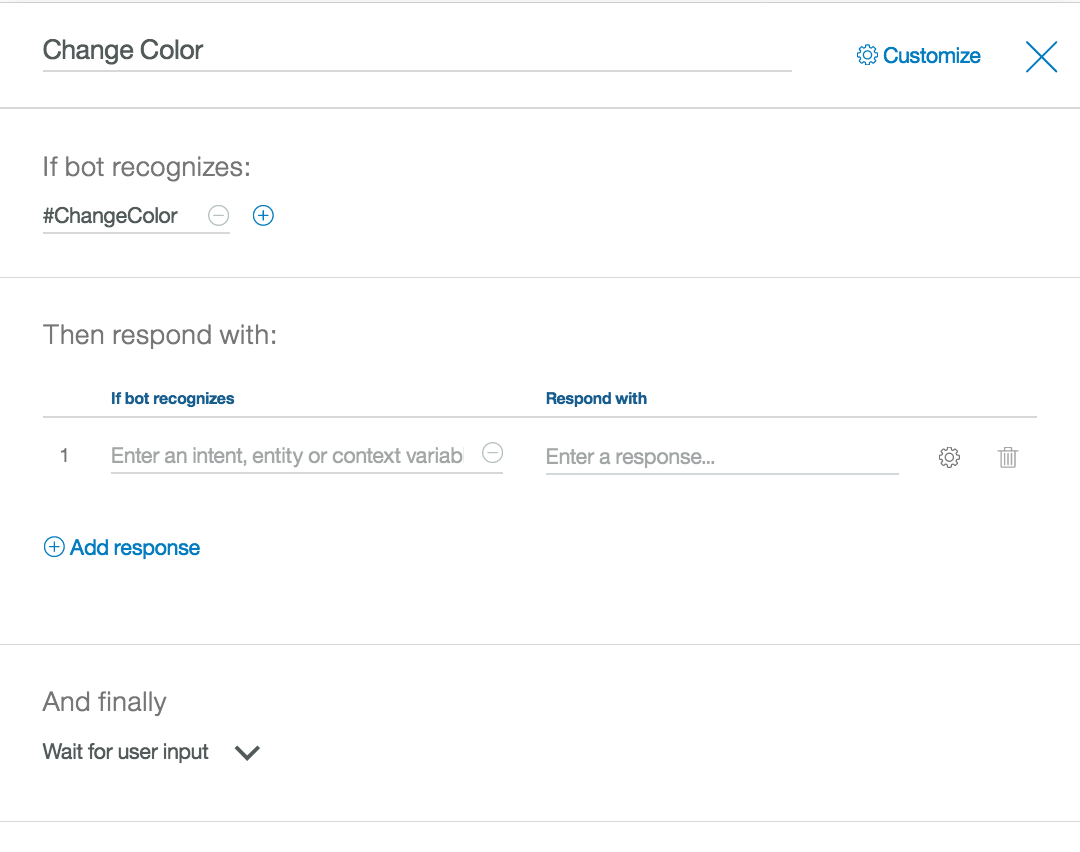 Change Color
Customize
If bot recognizes:
#ChangeColor
Then respond with:
If bot recognizes Respond with
1 Enter an intent, entity or context variab Enter a response...
Add response
And finally
Wait for user input